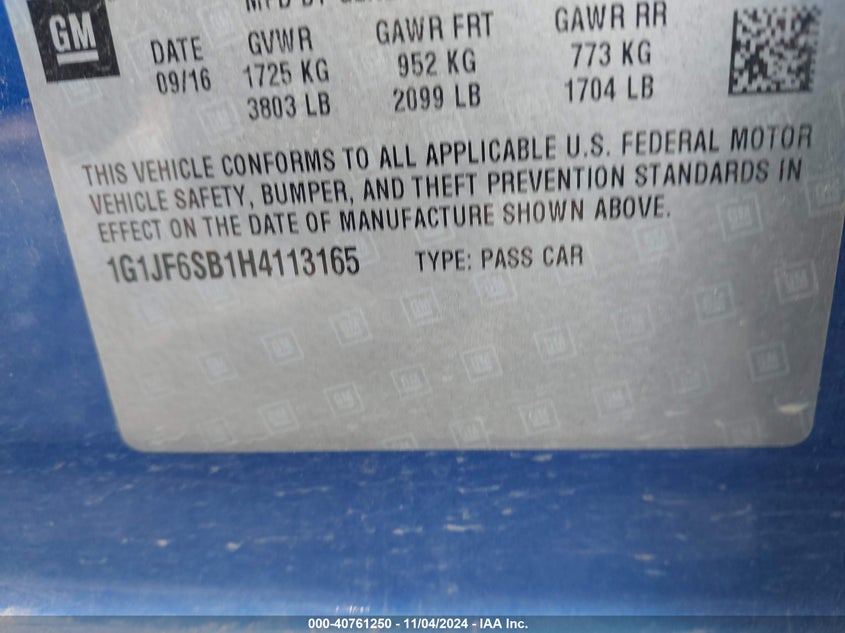 GM
DATE GVWR GAWR FRT GAWR RR
09/16 1725 KG 952 KG 773 KG
3803 LB 2099 LB 1704 LB
THIS VEHICLE CONFORMS TO ALL APPLICABLE U.S. FEDERAL MOTOR
VEHICLE SAFETY, BUMPER, AND THEFT PREVENTION STANDARDS IN
EFFECT ON THE DATE OF MANUFACTURE SHOWN ABOVE.
1G1JF6SB1H4113165 TYPE: PASS CAR
000-40761250 - 11/04/2024 - IAA Inc.